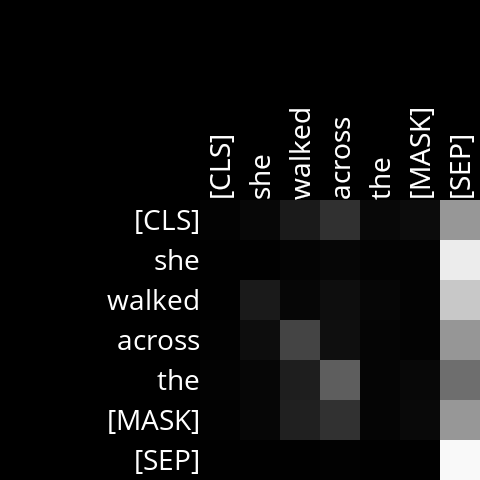 [CLS] she walked across the [MASK] [SEP]
[CLS]
she
walked
across
the
[MASK]
[SEP]